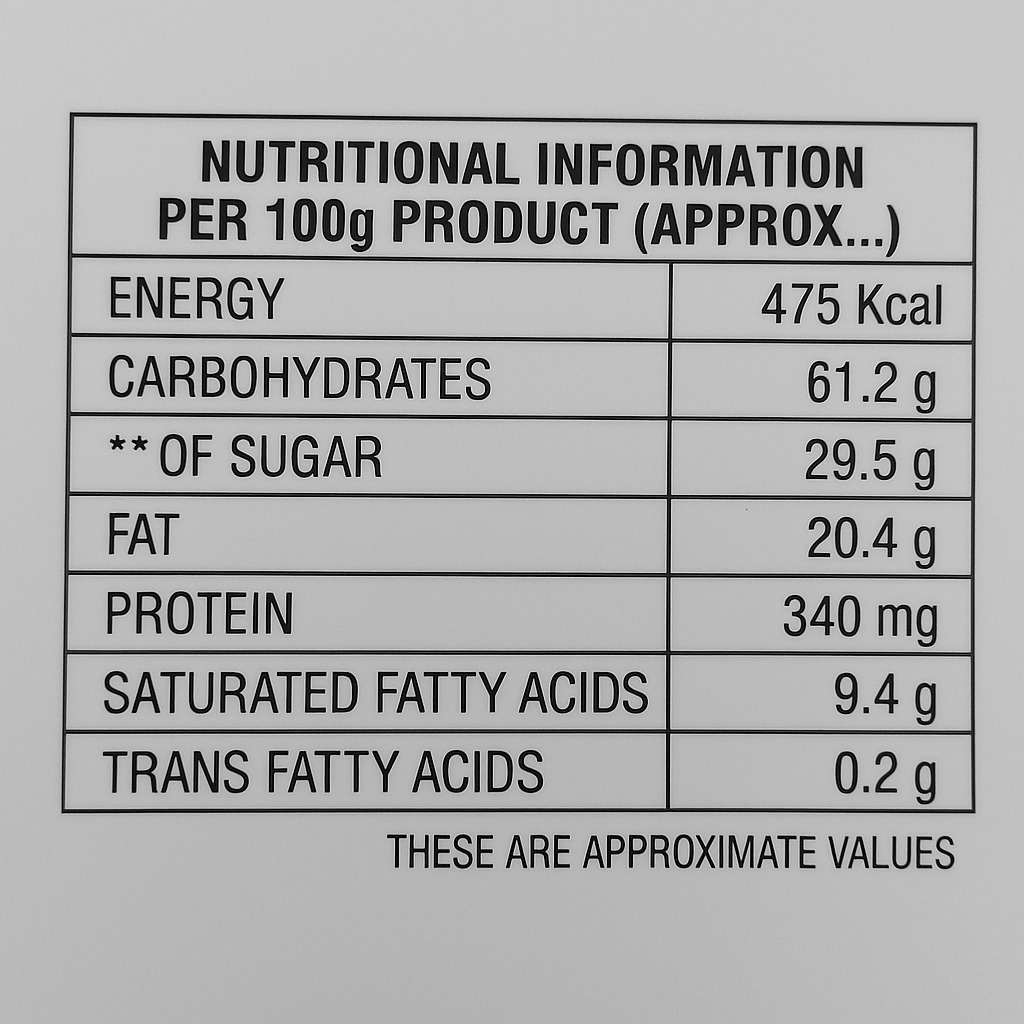 NUTRITIONAL INFORMATION
PER 100g PRODUCT (APPROX...)
ENERGY 475 Kcal
CARBOHYDRATES 61.2 g
** OF SUGAR 29.5 g
FAT 20.4 g
PROTEIN 340 mg
SATURATED FATTY ACIDS 9.4 g
TRANS FATTY ACIDS 0.2 g
THESE ARE APPROXIMATE VALUES